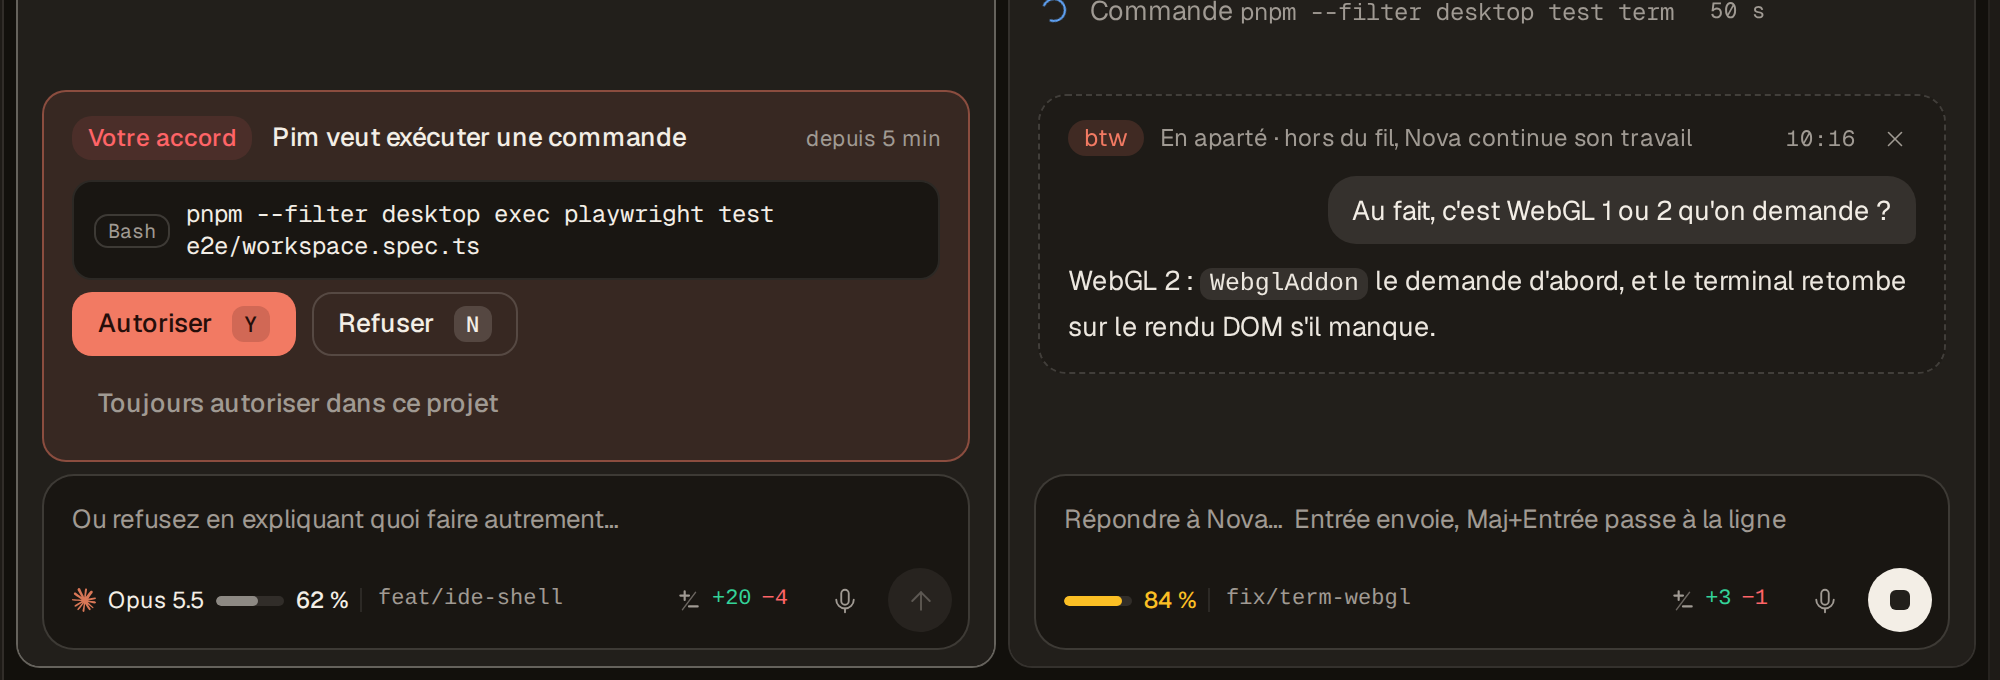 Commande pnpm --filter desktop test term 50 s
Votre accord Pim veut exécuter une commande depuis 5 min
Bash pnpm --filter desktop exec playwright test
e2e/workspace.spec.ts
Autoriser Y Refuser N
Toujours autoriser dans ce projet
Ou refusez en expliquant quoi faire autrement...
Opus 5.5 62 % feat/ide-shell +20 −4
btw En aparté · hors du fil, Nova continue son travail 10:16
Au fait, c'est WebGL 1 ou 2 qu'on demande ?
WebGL 2 : WebglAddon le demande d'abord, et le terminal retombe
sur le rendu DOM s'il manque.
Répondre à Nova... Entrée envoie, Maj+Entrée passe à la ligne
84 % fix/term-webgl +3 −1